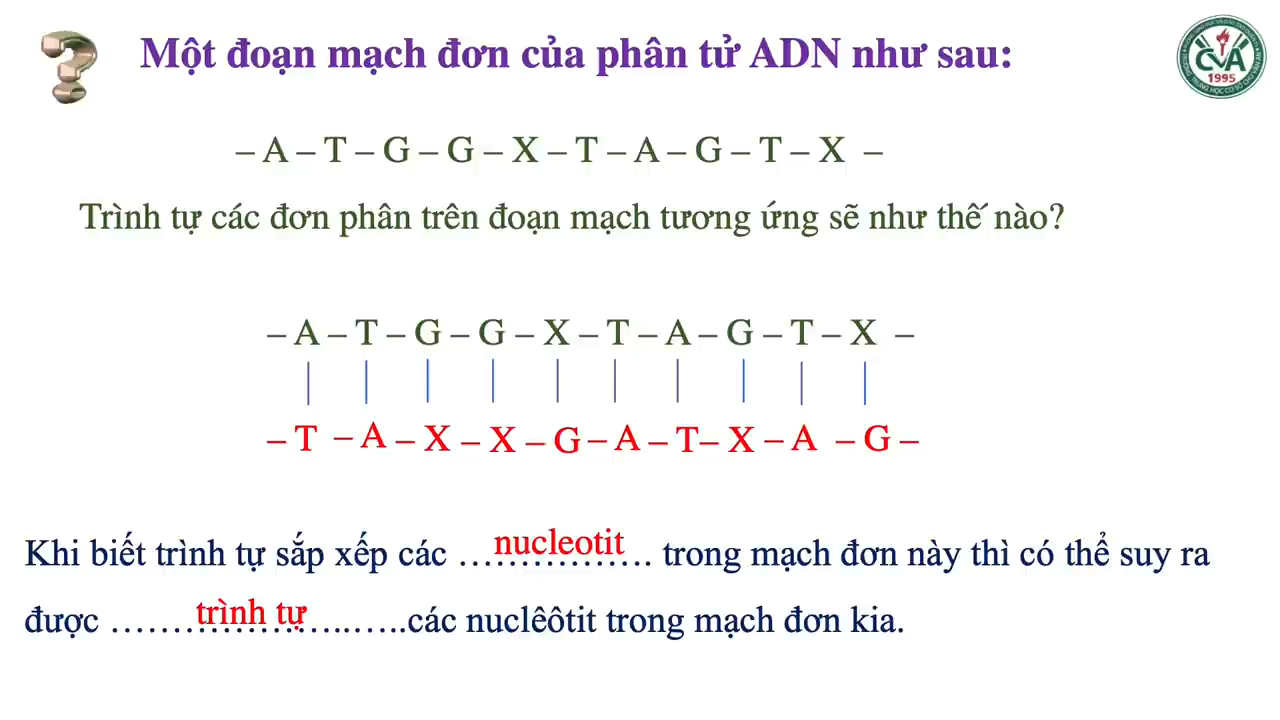 Một đoạn mạch đơn của phân tử ADN như sau:
CVA
1995
– A – T – G – G – X – T – A – G – T – X –
Trình tự các đơn phân trên đoạn mạch tương ứng sẽ như thế nào?
– A – T – G – G – X – T – A – G – T – X –
– T – A – X – X – G – A – T – X – A – G –
Khi biết trình tự sắp xếp các ……nucleotit……. trong mạch đơn này thì có thể suy ra
được ……trình tự……..…..các nuclêôtit trong mạch đơn kia.